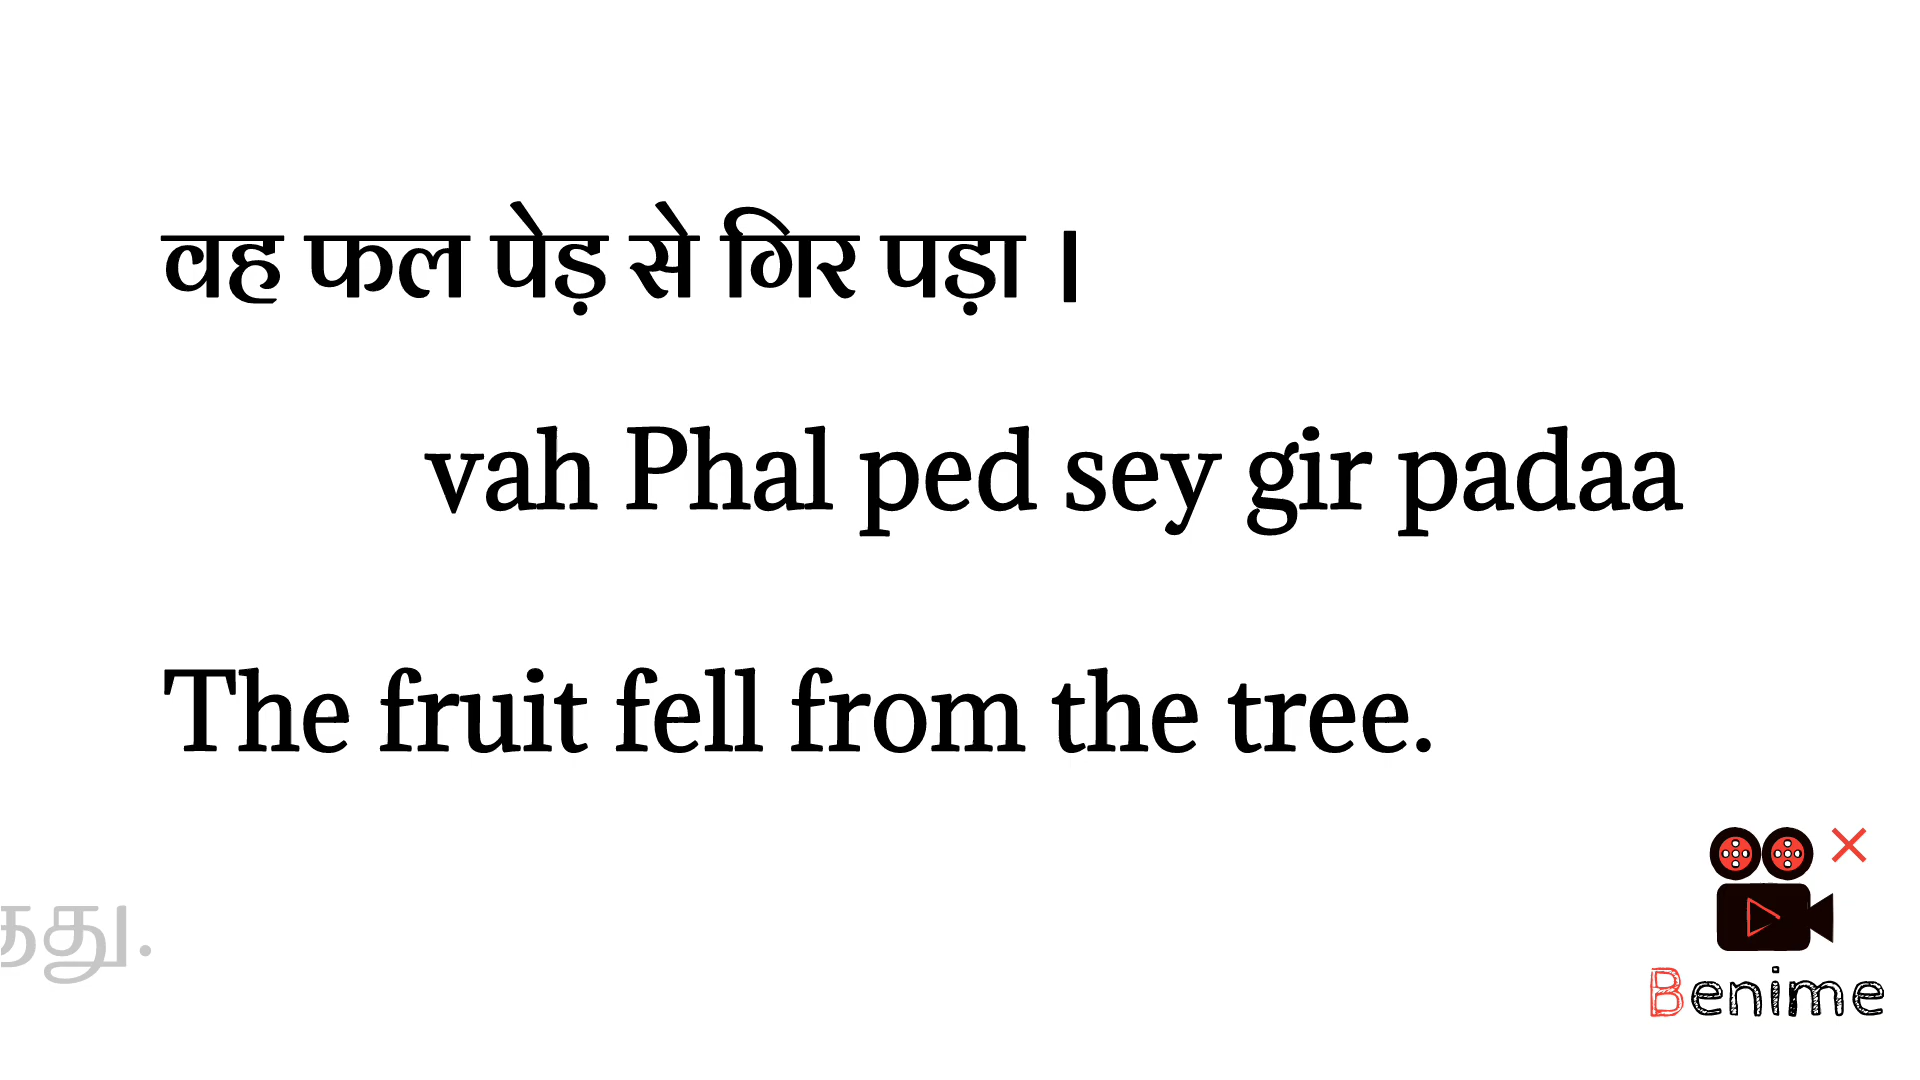 वह फल पेड़ से गिर पड़ा ।
vah Phal ped sey gir padaa
The fruit fell from the tree.
Benime